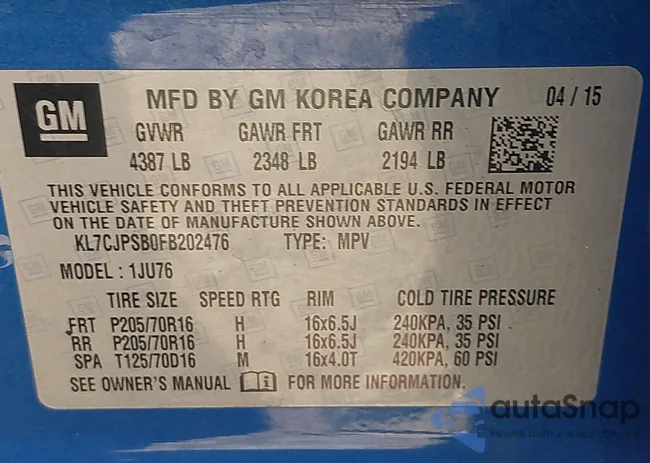 GM
MFD BY GM KOREA COMPANY 04 / 15
GVWR GAWR FRT GAWR RR
4387 LB 2348 LB 2194 LB
THIS VEHICLE CONFORMS TO ALL APPLICABLE U.S. FEDERAL MOTOR
VEHICLE SAFETY AND THEFT PREVENTION STANDARDS IN EFFECT
ON THE DATE OF MANUFACTURE SHOWN ABOVE.
KL7CJPSB0FB202476 TYPE: MPV
MODEL : 1JU76
TIRE SIZE SPEED RTG RIM COLD TIRE PRESSURE
FRT P205/70R16 H 16x6.5J 240KPA, 35 PSI
RR P205/70R16 H 16x6.5J 240KPA, 35 PSI
SPA T125/70D16 M 16x4.0T 420KPA, 60 PSI
SEE OWNER'S MANUAL FOR MORE INFORMATION.
autoSnap